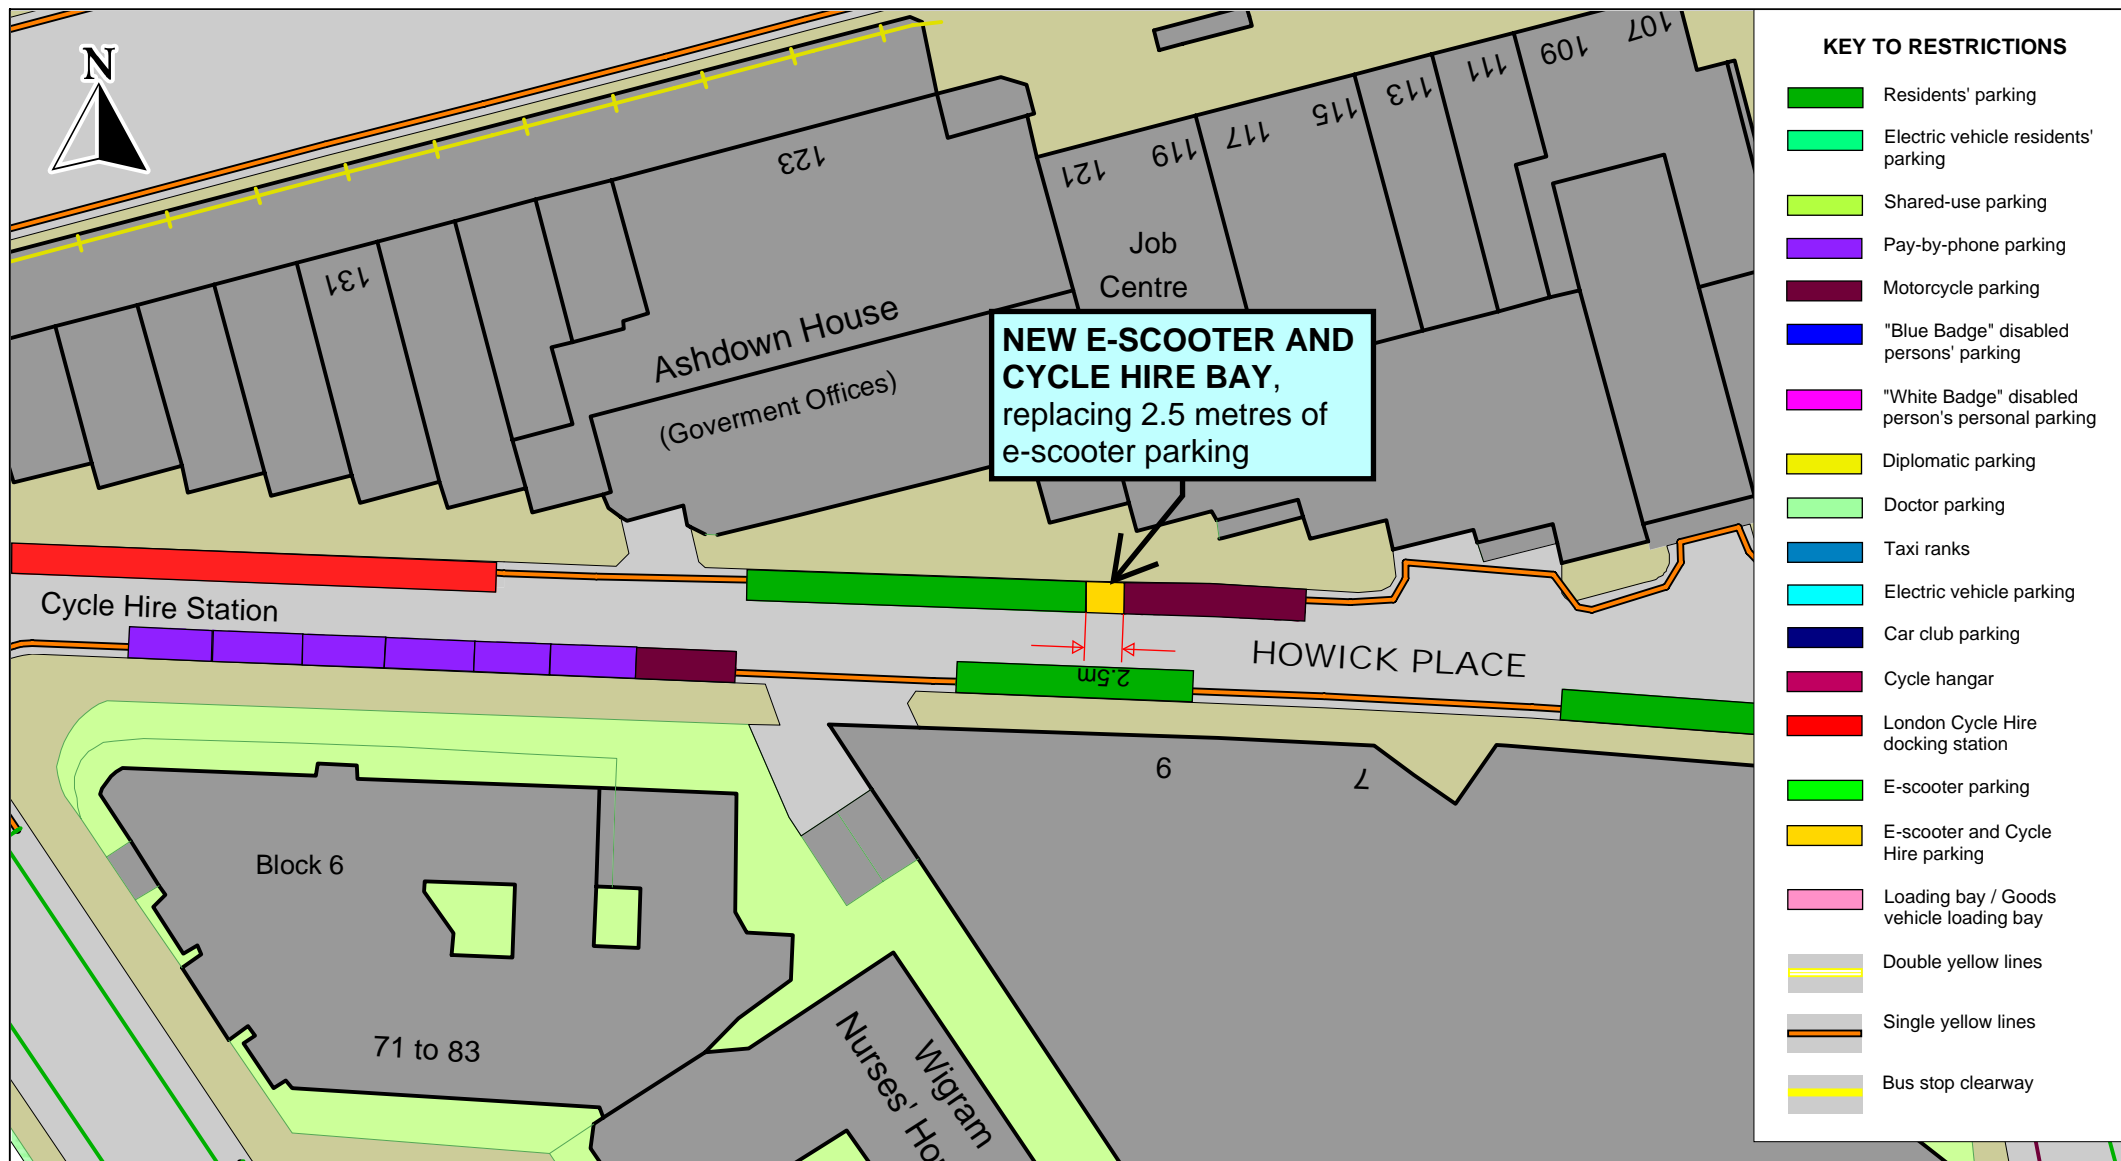 N
123
131
121
119
117
115
113
111
109
107
Job
Centre
Ashdown House
(Goverment Offices)
NEW E-SCOOTER AND
CYCLE HIRE BAY,
replacing 2.5 metres of
e-scooter parking
Cycle Hire Station
HOWICK PLACE
2.5m
9
7
Block 6
71 to 83
Wigram
Nurses' Ho
KEY TO RESTRICTIONS
Residents' parking
Electric vehicle residents'
parking
Shared-use parking
Pay-by-phone parking
Motorcycle parking
"Blue Badge" disabled
persons' parking
"White Badge" disabled
person's personal parking
Diplomatic parking
Doctor parking
Taxi ranks
Electric vehicle parking
Car club parking
Cycle hangar
London Cycle Hire
docking station
E-scooter parking
E-scooter and Cycle
Hire parking
Loading bay / Goods
vehicle loading bay
Double yellow lines
Single yellow lines
Bus stop clearway